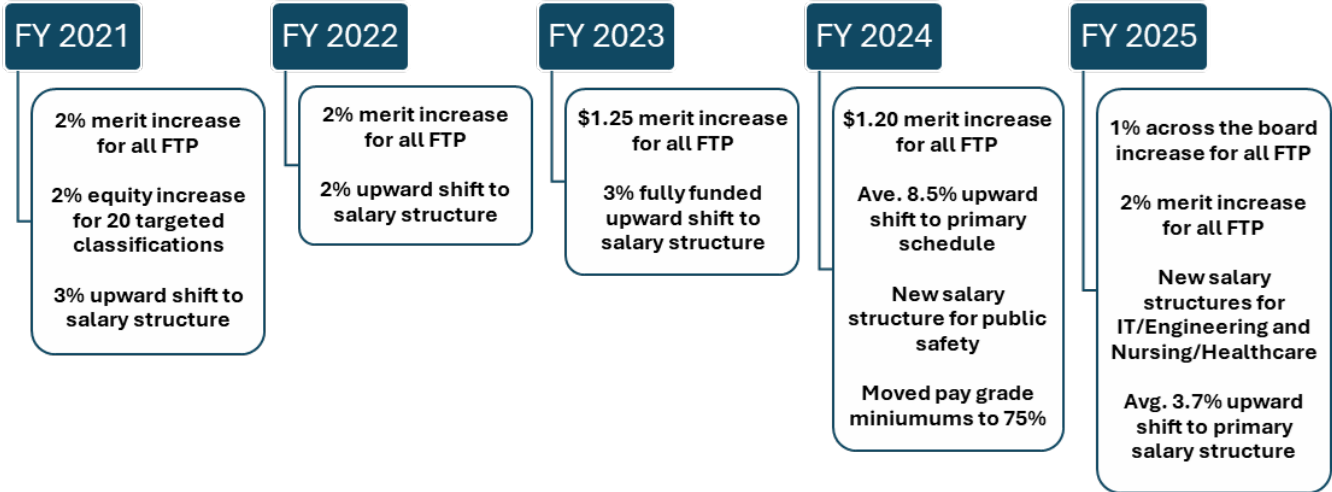 FY 2021
2% merit increase
for all FTP
2% equity increase
for 20 targeted
classifications
3% upward shift to
salary structure
FY 2022
2% merit increase
for all FTP
2% upward shift to
salary structure
FY 2023
$1.25 merit increase
for all FTP
3% fully funded
upward shift to
salary structure
FY 2024
$1.20 merit increase
for all FTP
Ave. 8.5% upward
shift to primary
schedule
New salary
structure for public
safety
Moved pay grade
miniumums to 75%
FY 2025
1% across the board
increase for all FTP
2% merit increase
for all FTP
New salary
structures for
IT/Engineering and
Nursing/Healthcare
Avg. 3.7% upward
shift to primary
salary structure